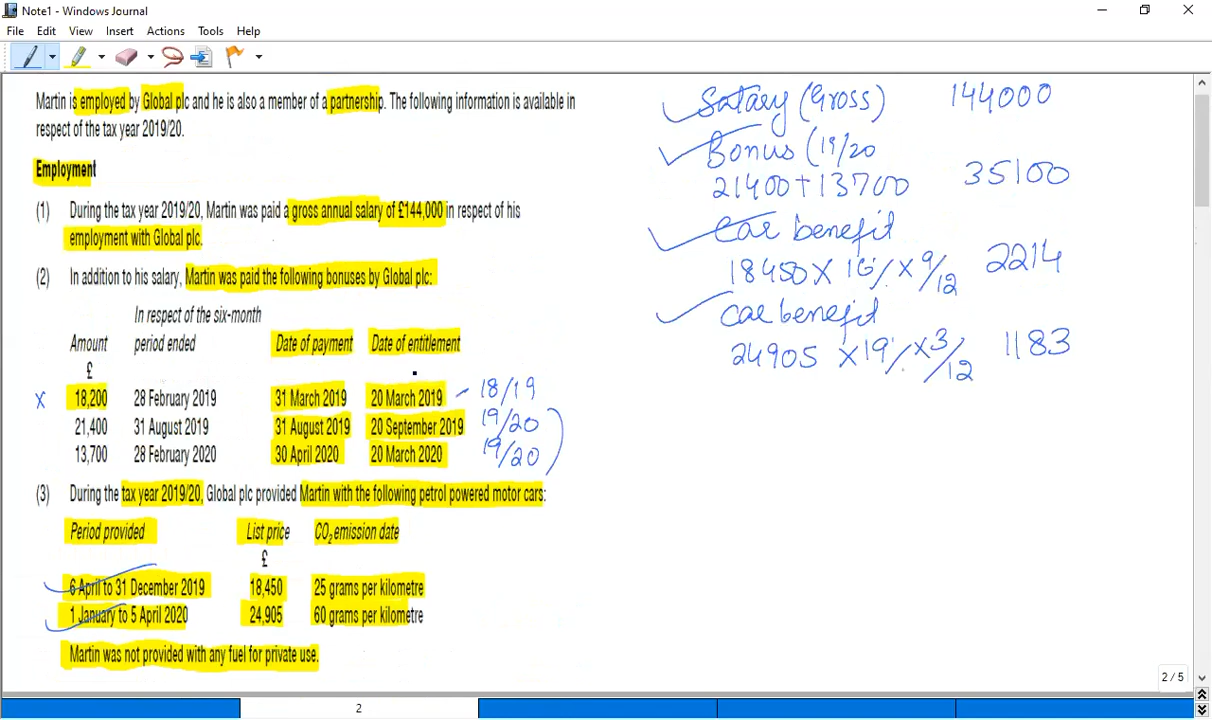 Note1 - Windows Journal
File Edit View Insert Actions Tools Help
Martin is employed by Global plc and he is also a member of a partnership. The following information is available in
respect of the tax year 2019/20.
Employment
(1) During the tax year 2019/20, Martin was paid a gross annual salary of £144,000 in respect of his
employment with Global plc.
(2) In addition to his salary, Martin was paid the following bonuses by Global plc:
In respect of the six-month
Amount period ended Date of payment Date of entitlement
£
X 18,200 28 February 2019 31 March 2019 20 March 2019 18/19
21,400 31 August 2019 31 August 2019 20 September 2019 19/20
13,700 28 February 2020 30 April 2020 20 March 2020 19/20
(3) During the tax year 2019/20, Global plc provided Martin with the following petrol powered motor cars:
Period provided List price CO2 emission date
£
6 April to 31 December 2019 18,450 25 grams per kilometre
1 January to 5 April 2020 24,905 60 grams per kilometre
Martin was not provided with any fuel for private use.
Salary (Gross) 144000
Bonus (19/20
21400+13700 35100
Car benefit
18450 X 16% X 9/12 2214
Car benefit
24905 X 19% X 3/12 1183
2 / 5
2